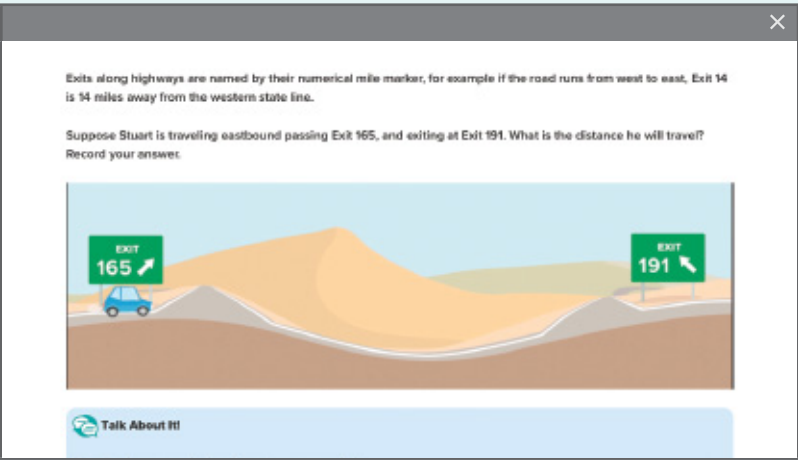 Exits along highways are named by their numerical mile marker, for example if the road runs from west to east, Exit 14
is 14 miles away from the western state line.
Suppose Stuart is traveling eastbound passing Exit 165, and exiting at Exit 191. What is the distance he will travel?
Record your answer.
EXIT
165
EXIT
191
Talk About It!